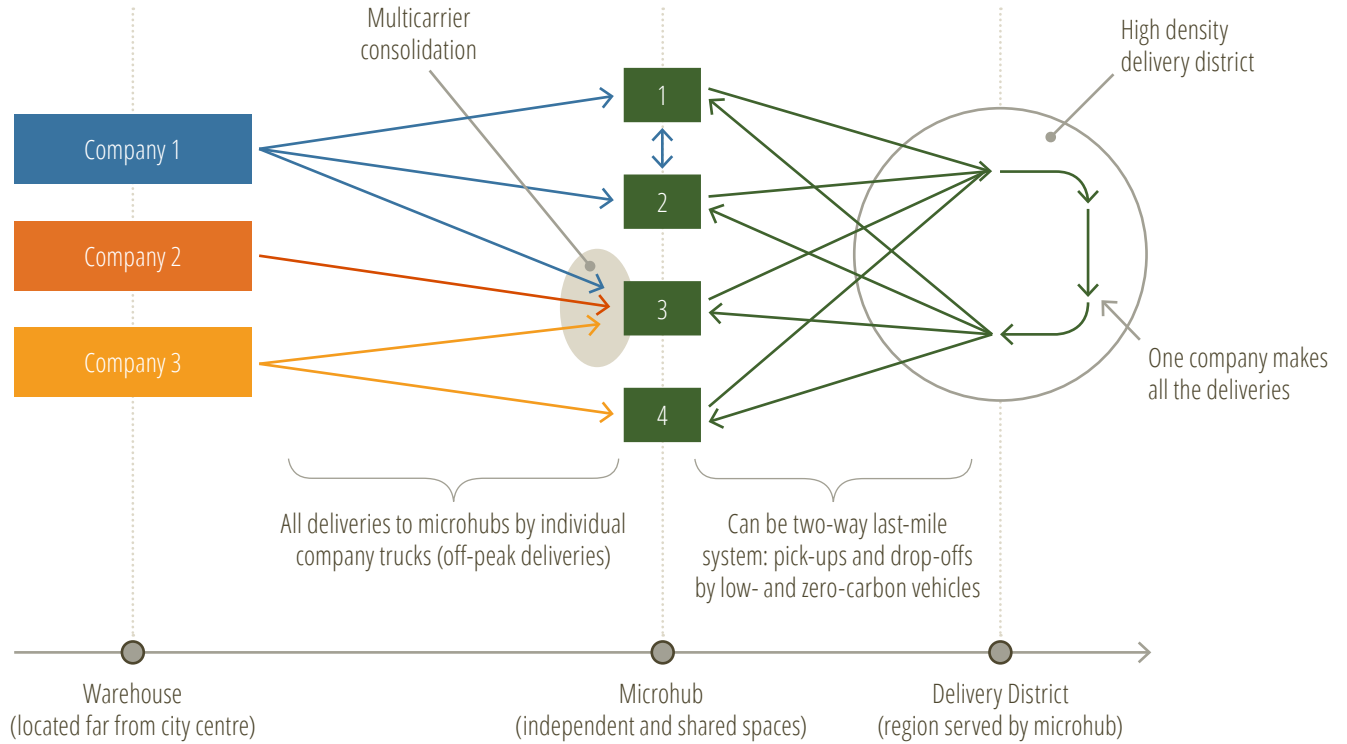 Multicarrier
consolidation
High density
delivery district
Company 1
Company 2
Company 3
1
2
3
4
One company makes
all the deliveries
All deliveries to microhubs by individual
company trucks (off-peak deliveries)
Can be two-way last-mile
system: pick-ups and drop-offs
by low- and zero-carbon vehicles
Warehouse
(located far from city centre)
Microhub
(independent and shared spaces)
Delivery District
(region served by microhub)